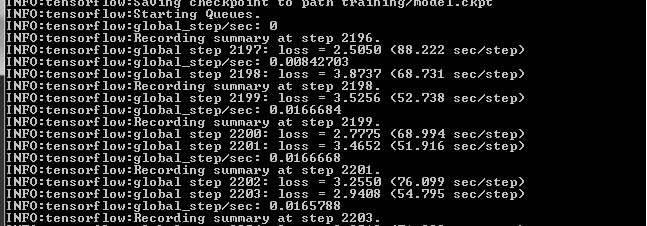 INFO:tensorflow:Saving checkpoint to path training/model.ckpt
INFO:tensorflow:Starting Queues.
INFO:tensorflow:global_step/sec: 0
INFO:tensorflow:Recording summary at step 2196.
INFO:tensorflow:global step 2197: loss = 2.5050 (88.222 sec/step)
INFO:tensorflow:global_step/sec: 0.00842703
INFO:tensorflow:global step 2198: loss = 3.8737 (68.731 sec/step)
INFO:tensorflow:Recording summary at step 2198.
INFO:tensorflow:global step 2199: loss = 3.5256 (52.738 sec/step)
INFO:tensorflow:global_step/sec: 0.0166684
INFO:tensorflow:Recording summary at step 2199.
INFO:tensorflow:global step 2200: loss = 2.7775 (68.994 sec/step)
INFO:tensorflow:global step 2201: loss = 3.4652 (51.916 sec/step)
INFO:tensorflow:global_step/sec: 0.0166668
INFO:tensorflow:Recording summary at step 2201.
INFO:tensorflow:global step 2202: loss = 3.2550 (76.099 sec/step)
INFO:tensorflow:global step 2203: loss = 2.9408 (54.795 sec/step)
INFO:tensorflow:global_step/sec: 0.0165788
INFO:tensorflow:Recording summary at step 2203.